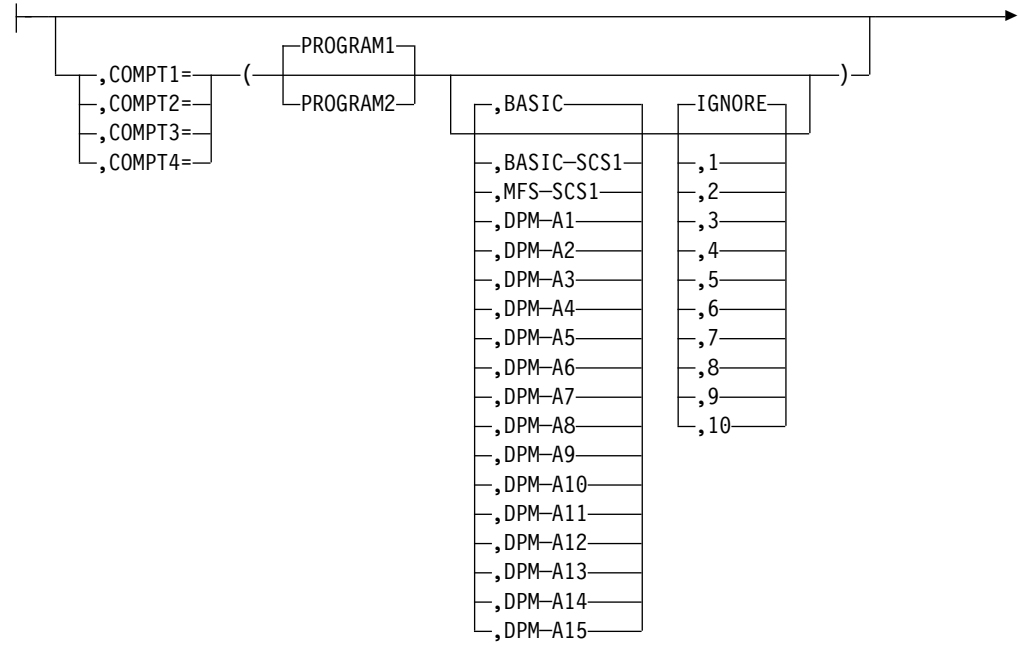 PROGRAM1
,COMPT1= ( )
,COMPT2= PROGRAM2 ,BASIC IGNORE
,COMPT3=
,COMPT4= ,BASIC-SCS1 ,1
,MFS-SCS1 ,2
,DPM-A1 ,3
,DPM-A2 ,4
,DPM-A3 ,5
,DPM-A4 ,6
,DPM-A5 ,7
,DPM-A6 ,8
,DPM-A7 ,9
,DPM-A8 ,10
,DPM-A9
,DPM-A10
,DPM-A11
,DPM-A12
,DPM-A13
,DPM-A14
,DPM-A15